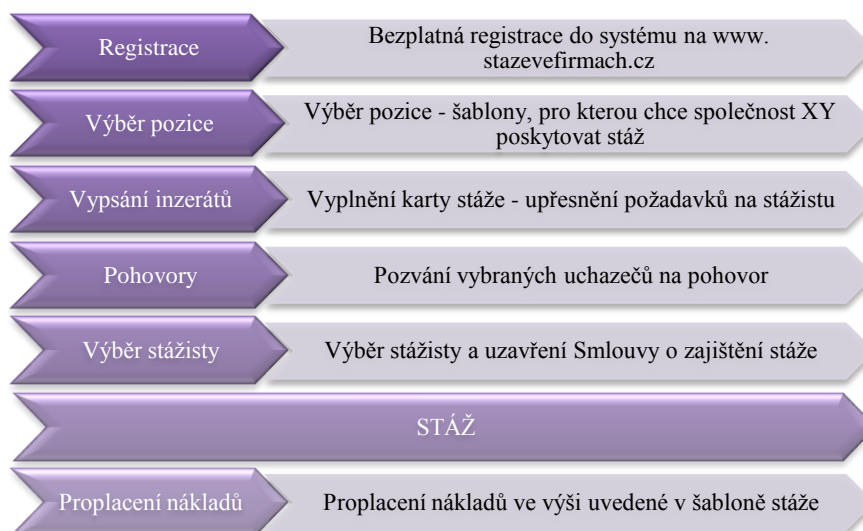 Registrace
Bezplatná registrace do systému na www.
stazevefirmach.cz
Výběr pozice
Výběr pozice - šablony, pro kterou chce společnost XY
poskytovat stáž
Vypsání inzerátů
Vyplnění karty stáže - upřesnění požadavků na stážistu
Pohovory
Pozvání vybraných uchazečů na pohovor
Výběr stážisty
Výběr stážisty a uzavření Smlouvy o zajištění stáže
STÁŽ
Proplacení nákladů
Proplacení nákladů ve výši uvedené v šabloně stáže